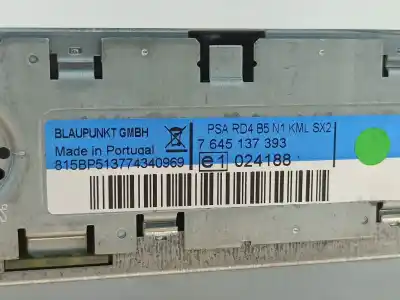 BLAUPUNKT GMBH
Made in Portugal
815BP513774340969
PSA RD4 B5 N1 KML SX2
7 645 137 393
e1 024188